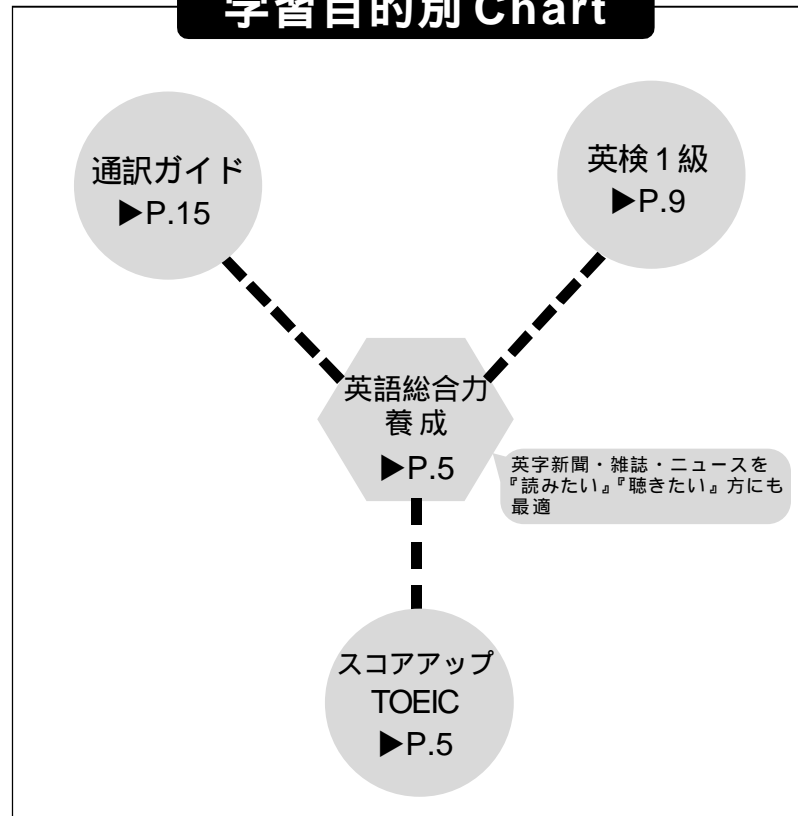 学習目的別 Chart
通訳ガイド
▶P.15
英検1級
▶P.9
英語総合力
養成
▶P.5
英字新聞・雑誌・ニュースを
『読みたい』『聴きたい』方にも
最適
スコアアップ
TOEIC
▶P.5